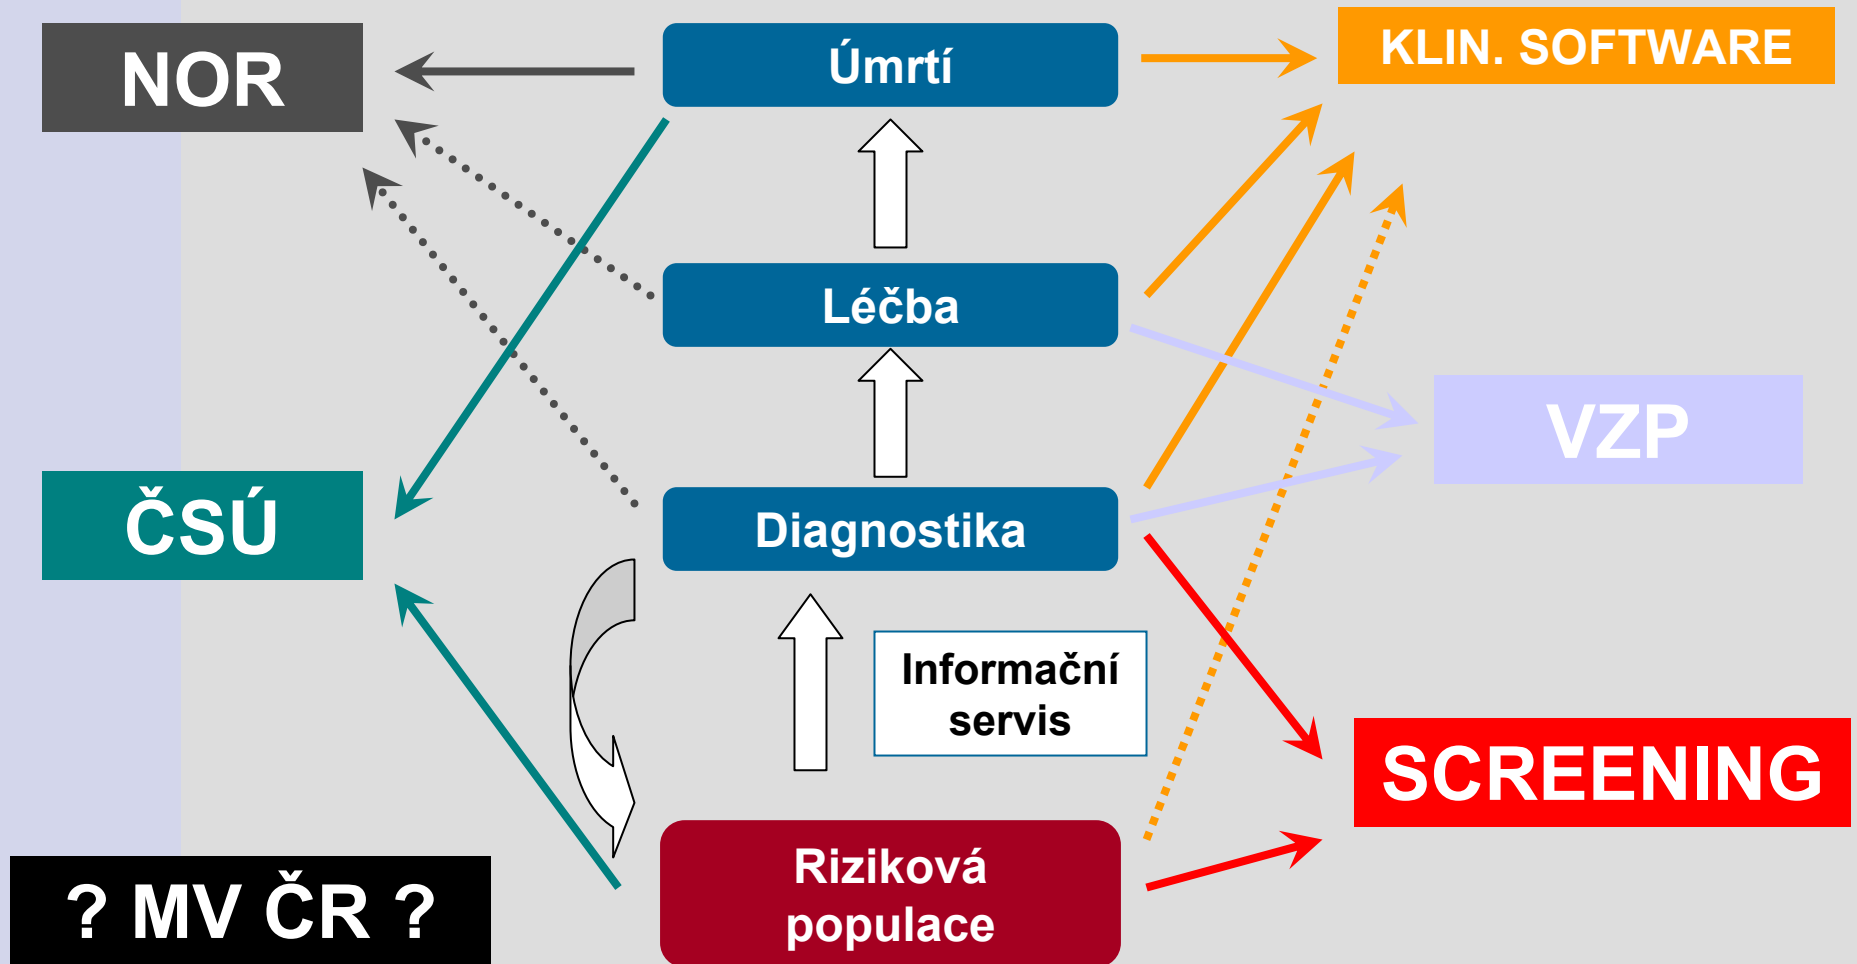 NOR
Úmrtí
KLIN. SOFTWARE
Léčba
VZP
ČSÚ
Diagnostika
Informační
servis
SCREENING
Riziková
populace
? MV ČR ?